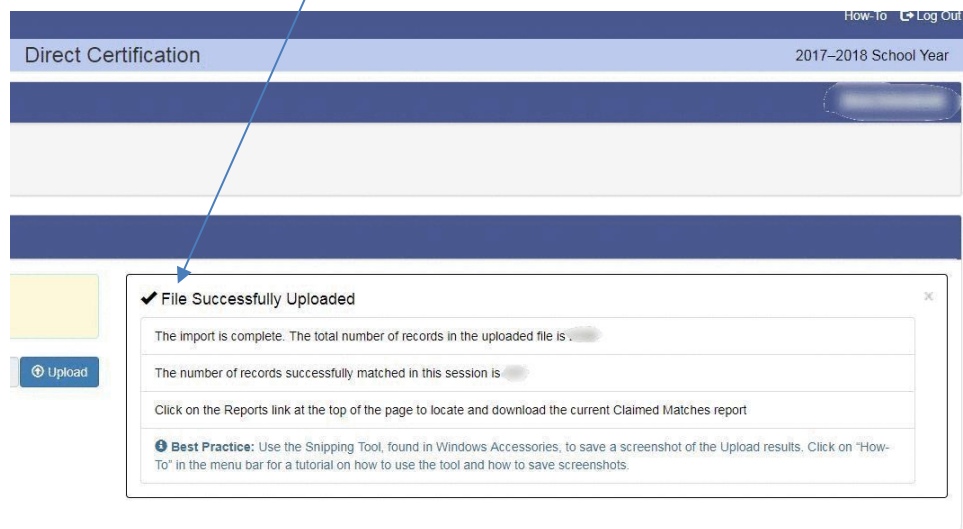 How-To Log Out
Direct Certification 2017–2018 School Year
File Successfully Uploaded ×
The import is complete. The total number of records in the uploaded file is
Upload
The number of records successfully matched in this session is
Click on the Reports link at the top of the page to locate and download the current Claimed Matches report
Best Practice: Use the Snipping Tool, found in Windows Accessories, to save a screenshot of the Upload results. Click on "How-
To" in the menu bar for a tutorial on how to use the tool and how to save screenshots.